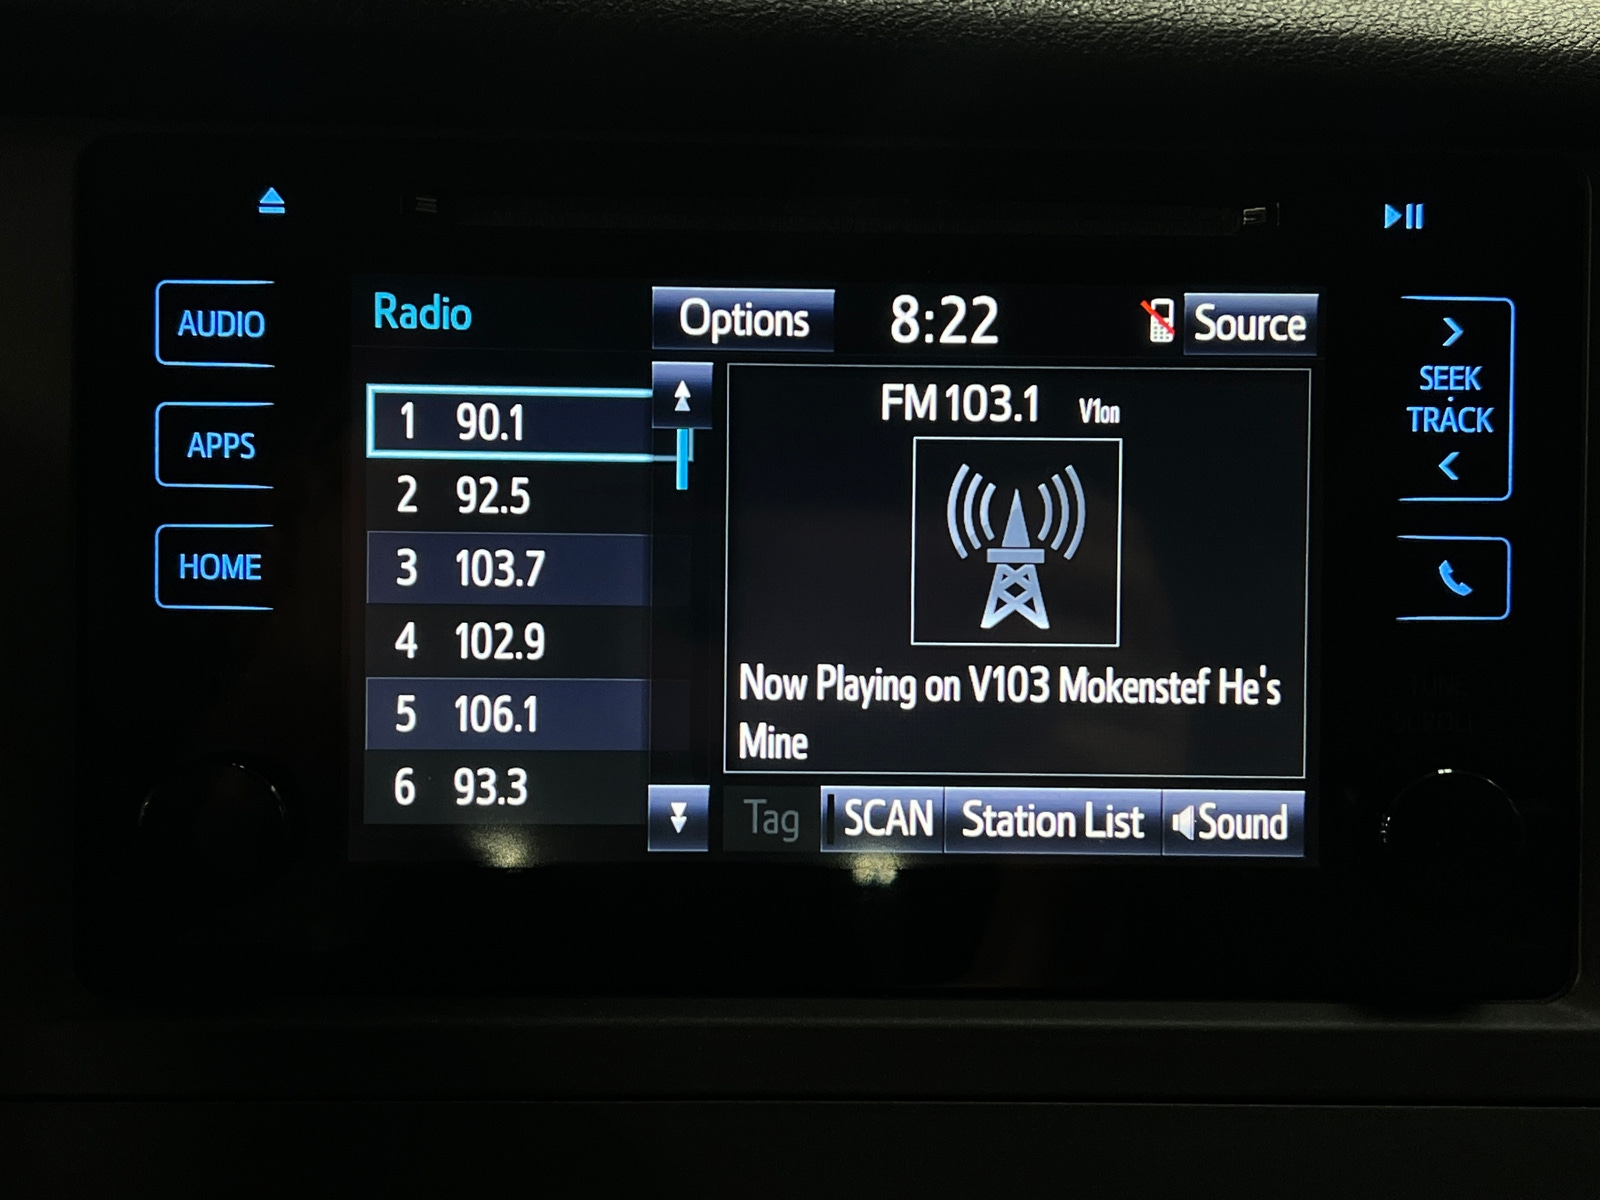 Radio
Options
8:22
Source
AUDIO
APPS
HOME
1 90.1
2 92.5
3 103.7
4 102.9
5 106.1
6 93.3
FM 103.1 V1on
Now Playing on V103 Mokenstef He's
Mine
Tag
SCAN
Station List
Sound
SEEK
TRACK
TUNE